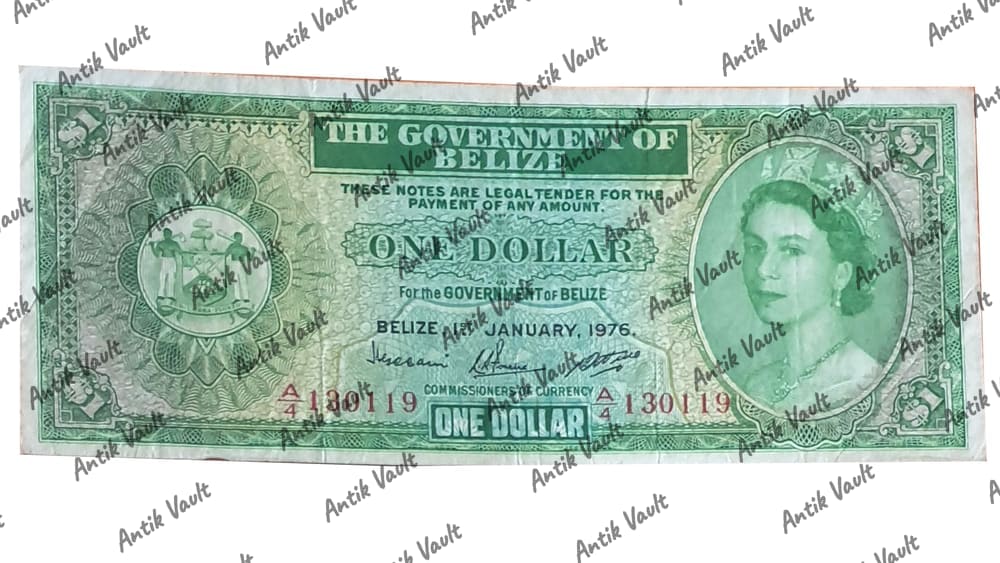 THE GOVERNMENT OF
BELIZE
THESE NOTES ARE LEGAL TENDER FOR THE
PAYMENT OF ANY AMOUNT.
ONE DOLLAR
For the GOVERNMENT of BELIZE
BELIZE, 1ST JANUARY, 1976.
COMMISSIONERS OF CURRENCY
A/4 130119
A/4 130119
ONE DOLLAR
1
1
1
1
Antik Vault